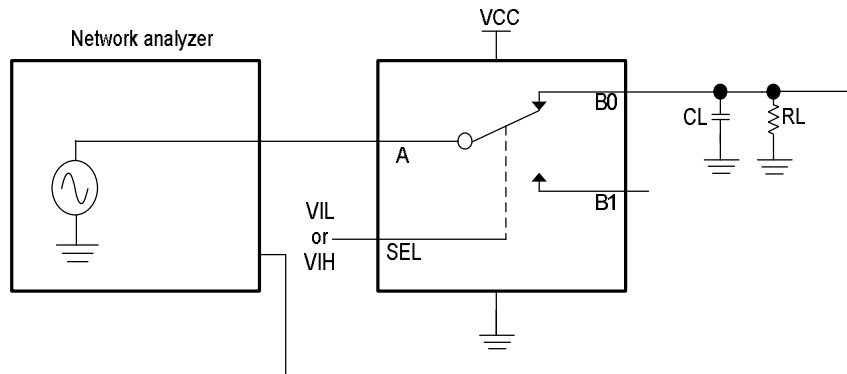 VCC
Network analyzer
B0
CL
RL
A
B1
VIL
or
VIH
SEL